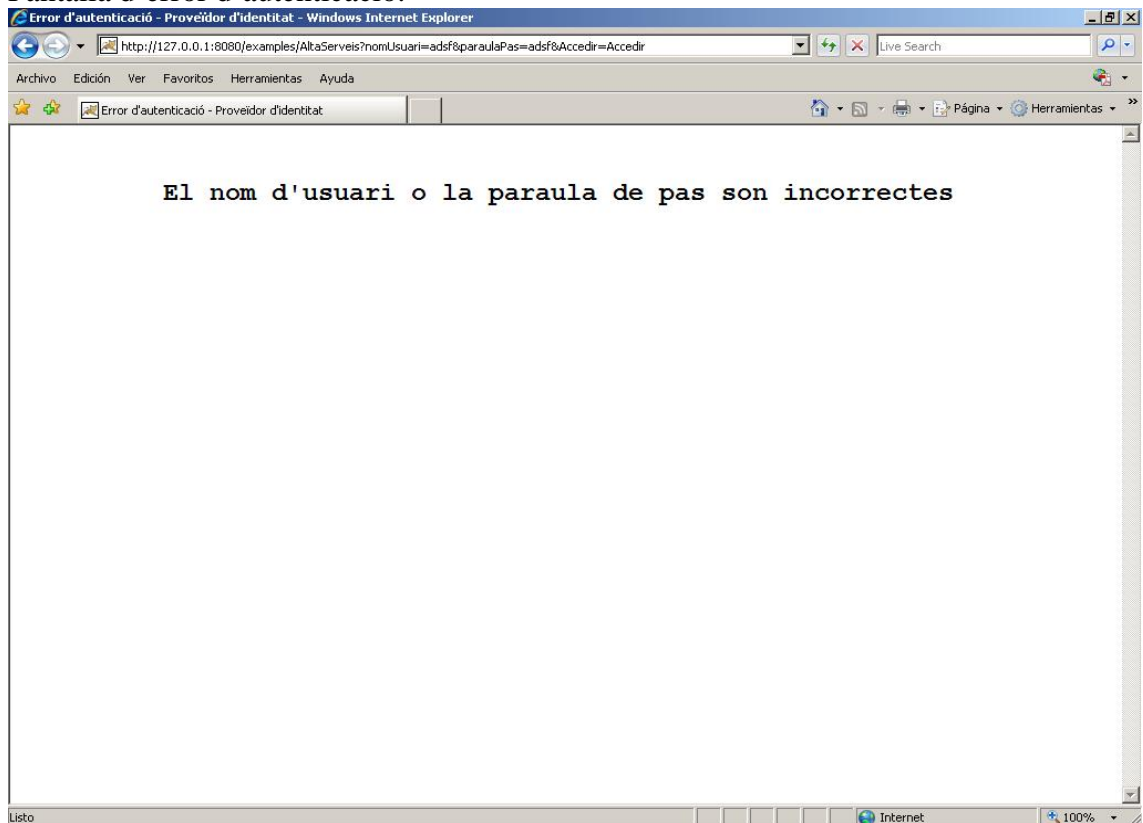 Pantalla d'error d'autenticació:
Error d'autenticació - Proveïdor d'identitat - Windows Internet Explorer
http://127.0.0.1:8080/examples/AltaServeis?nomUsuari=adsf&paraulaPas=adsf&Accedir=Accedir
Live Search
Archivo Edición Ver Favoritos Herramientas Ayuda
Error d'autenticació - Proveïdor d'identitat
Página Herramientas
El nom d'usuari o la paraula de pas son incorrectes
Listo Internet 100%